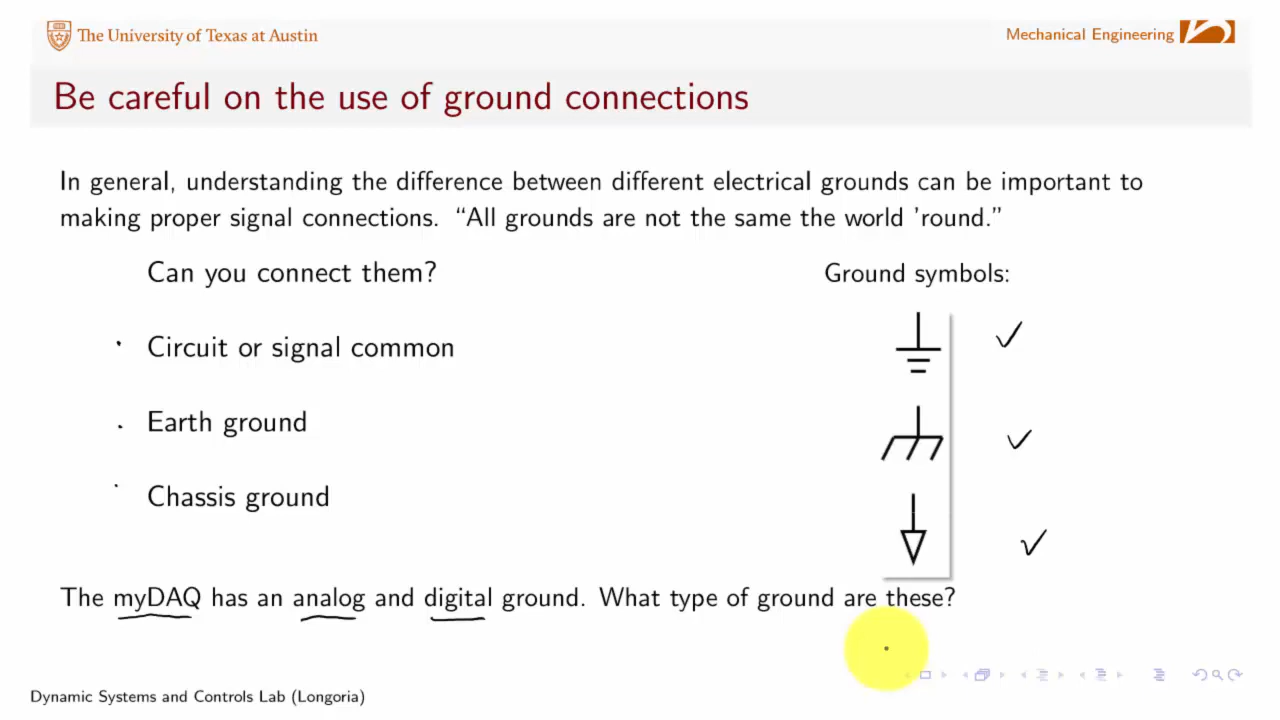 The University of Texas at Austin
Mechanical Engineering
Be careful on the use of ground connections
In general, understanding the difference between different electrical grounds can be important to
making proper signal connections. “All grounds are not the same the world ’round.”
Can you connect them?
Ground symbols:
Circuit or signal common
Earth ground
Chassis ground
The myDAQ has an analog and digital ground. What type of ground are these?
Dynamic Systems and Controls Lab (Longoria)